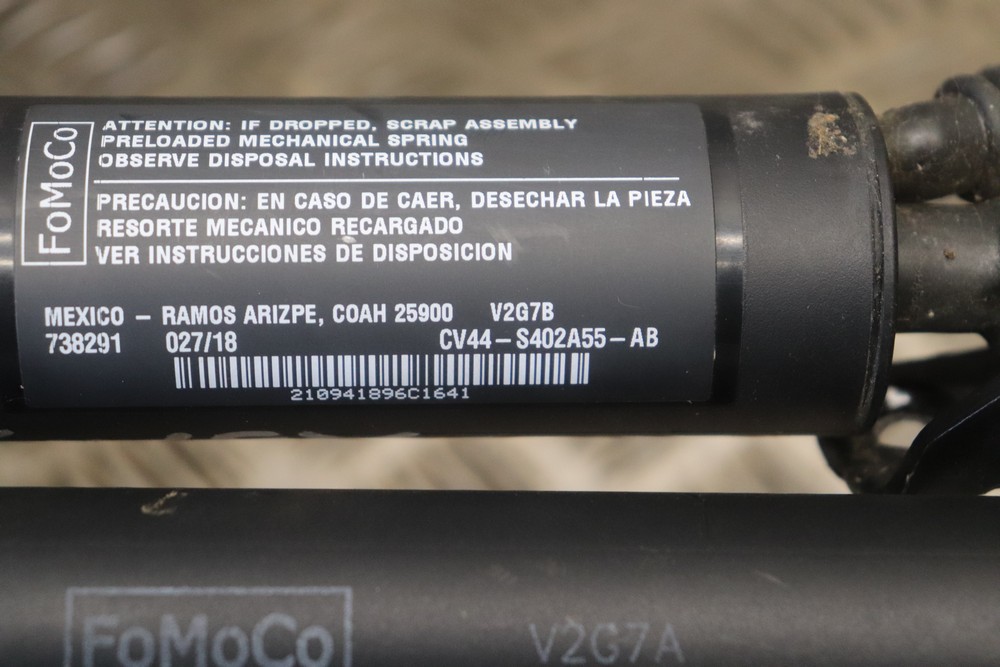 FoMoCo
ATTENTION: IF DROPPED, SCRAP ASSEMBLY
PRELOADED MECHANICAL SPRING
OBSERVE DISPOSAL INSTRUCTIONS
PRECAUCION: EN CASO DE CAER, DESECHAR LA PIEZA
RESORTE MECANICO RECARGADO
VER INSTRUCCIONES DE DISPOSICION
MEXICO – RAMOS ARIZPE, COAH 25900 V2G7B
738291 027/18 CV44–S402A55–AB
210941896C1641
FoMoCo V2G7A